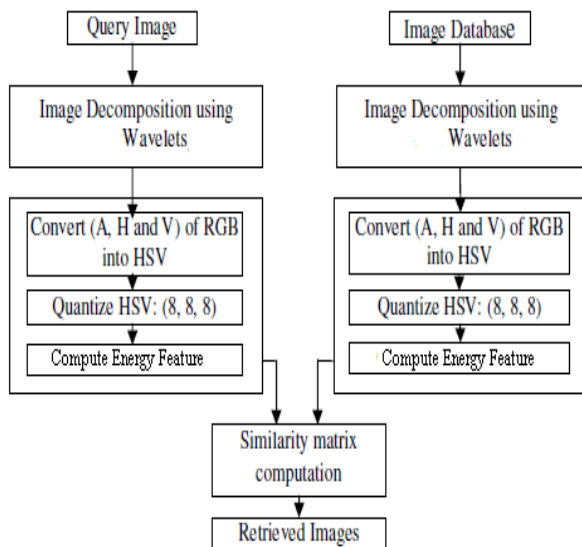 Query Image
Image Decomposition using
Wavelets
Convert (A, H and V) of RGB
into HSV
Quantize HSV: (8, 8, 8)
Compute Energy Feature
Image Database
Image Decomposition using
Wavelets
Convert (A, H and V) of RGB
into HSV
Quantize HSV: (8, 8, 8)
Compute Energy Feature
Similarity matrix
computation
Retrieved Images